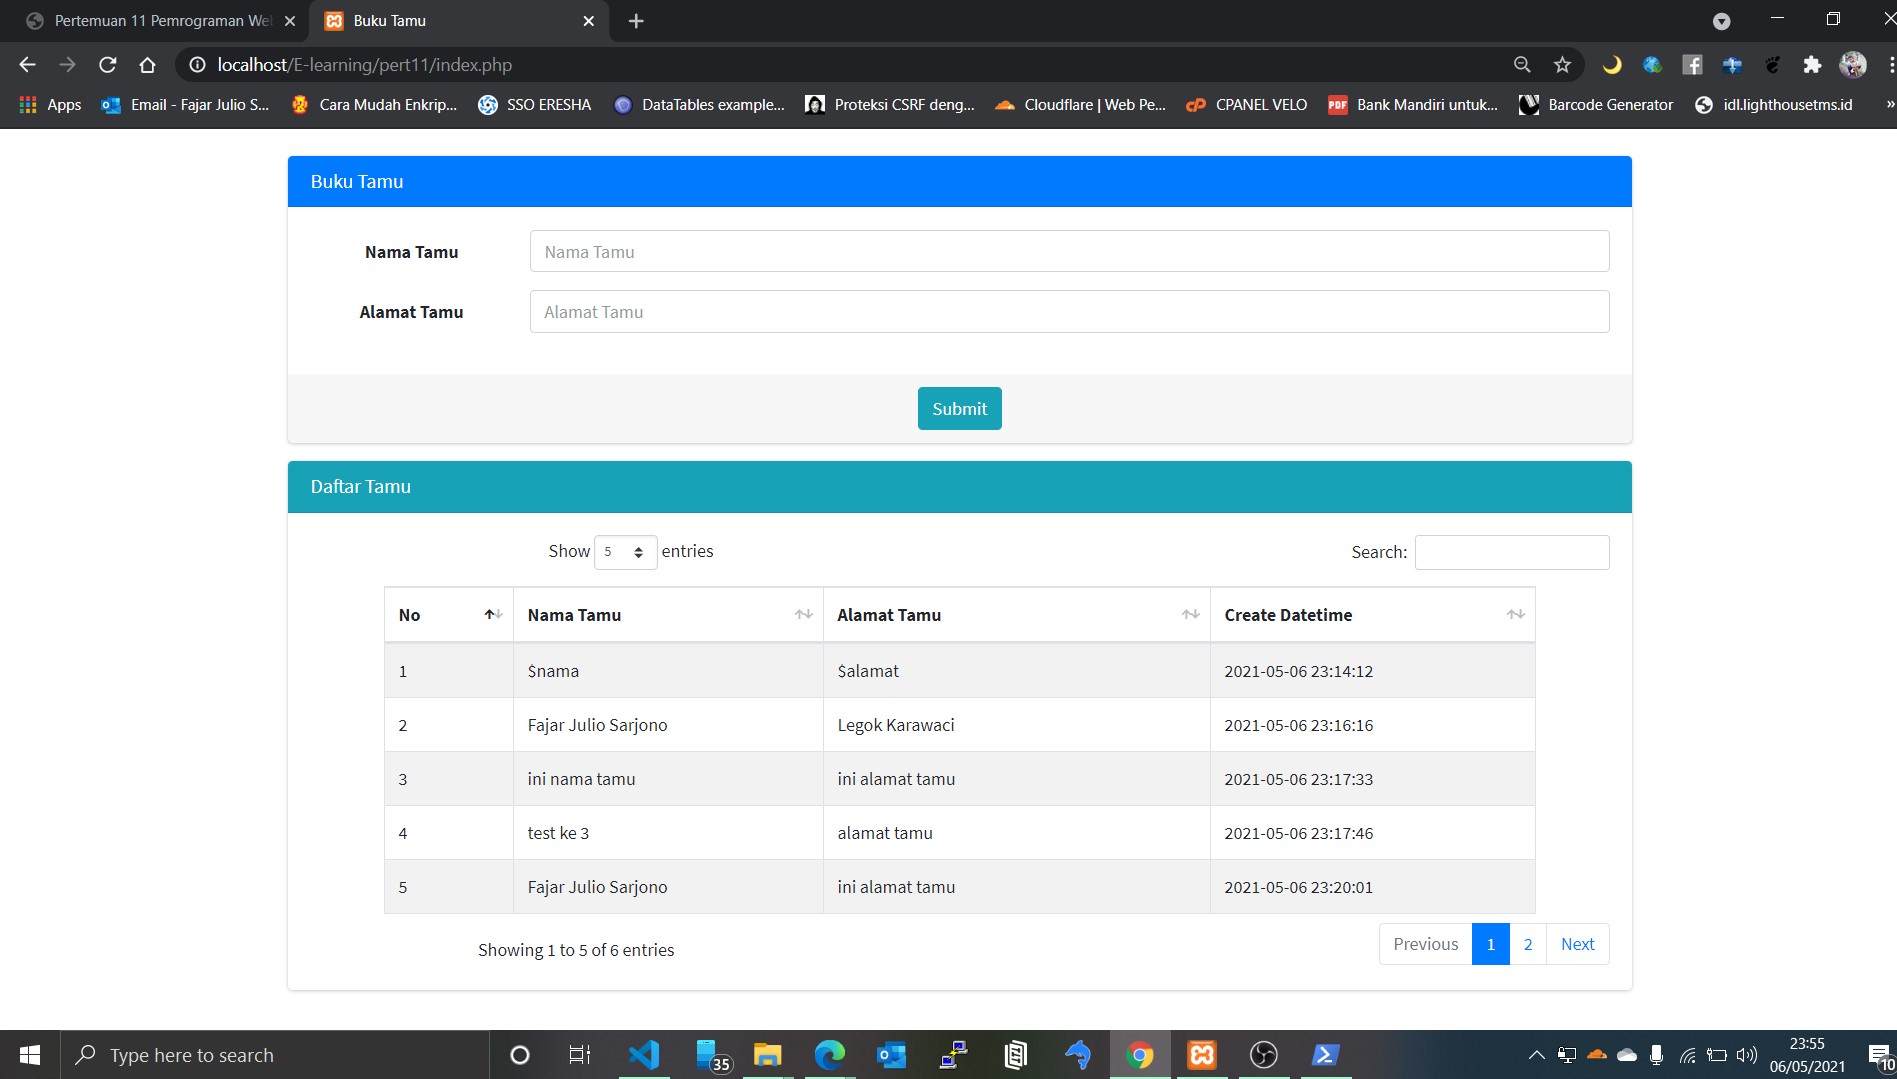 Pertemuan 11 Pemrograman Wel
Buku Tamu
localhost/E-learning/pert11/index.php
Apps
Email - Fajar Julio S...
Cara Mudah Enkrip...
SSO ERESHA
DataTables example...
Proteksi CSRF deng...
Cloudflare | Web Pe...
CPANEL VELO
PDF
Bank Mandiri untuk...
Barcode Generator
idl.lighthousetms.id
»
Buku Tamu
Nama Tamu
Nama Tamu
Alamat Tamu
Alamat Tamu
Submit
Daftar Tamu
Show 5 entries
Search:
No Nama Tamu Alamat Tamu Create Datetime
1 $nama $alamat 2021-05-06 23:14:12
2 Fajar Julio Sarjono Legok Karawaci 2021-05-06 23:16:16
3 ini nama tamu ini alamat tamu 2021-05-06 23:17:33
4 test ke 3 alamat tamu 2021-05-06 23:17:46
5 Fajar Julio Sarjono ini alamat tamu 2021-05-06 23:20:01
Showing 1 to 5 of 6 entries
Previous 1 2 Next
Type here to search
35
23:55
06/05/2021
10